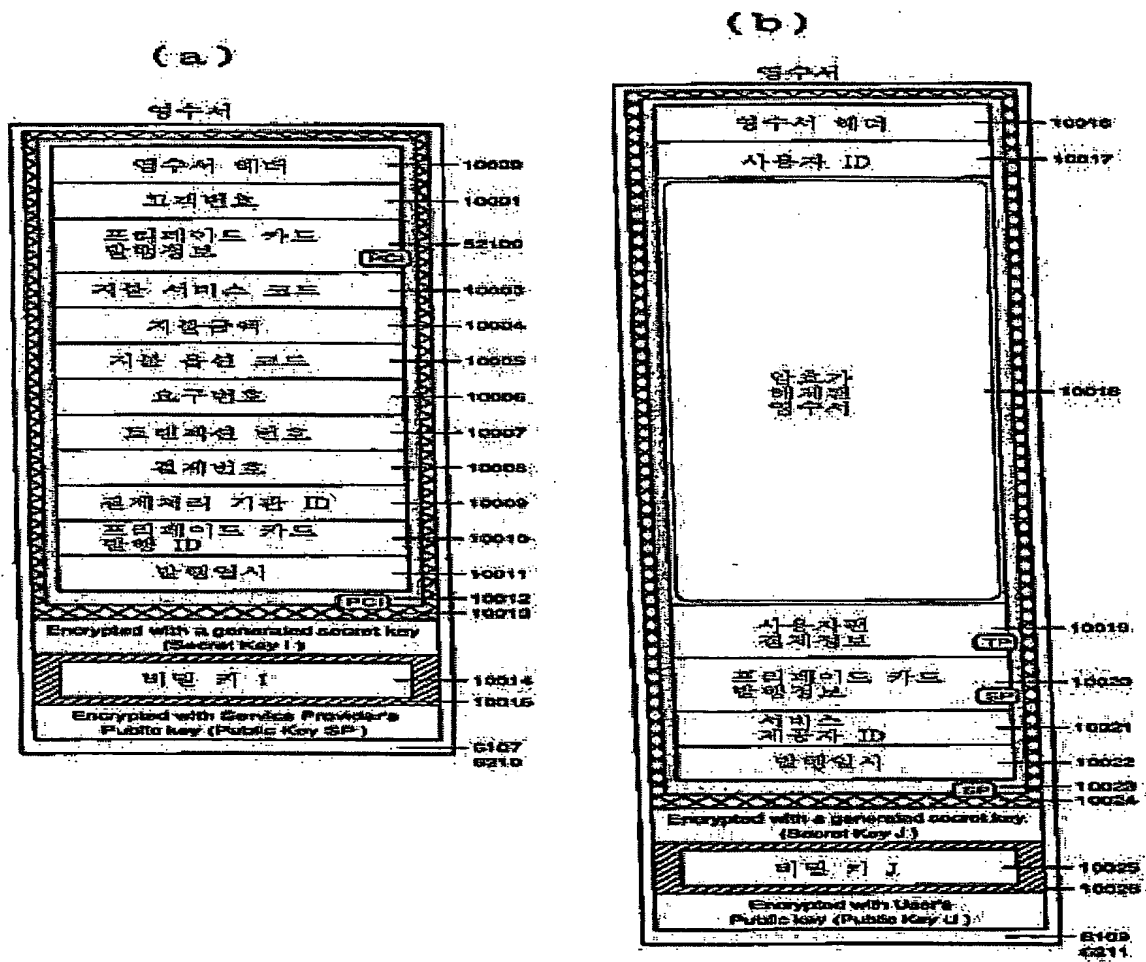 (a)
영수서
영수서 헤더
10000
고객번호
10001
프리페이드 카드
발행정보
52100
PCI
지불 서비스 코드
10003
지불금액
10004
지불 옵션 코드
10005
요구번호
10006
트랜젝션 번호
10007
결제번호
10008
결제처리 기관 ID
10009
프리페이드 카드
발행 ID
10010
발행일시
10011
PCI
10012
10013
Encrypted with a generated secret key
(Secret Key I)
비밀 키 I
10014
10015
Encrypted with Service Provider's
Public key (Public Key SP)
6107
6210
(b)
영수서
영수서 헤더
10016
사용자 ID
10017
암호가
해제된
영수서
10018
사용자편
결제정보
10019
TP
프리페이드 카드
발행정보
10020
SP
서비스
제공자 ID
10021
발행일시
10022
SP
10023
10024
Encrypted with a generated secret key.
(Secret Key J)
비밀 키 J
10025
10026
Encrypted with User's
Public key (Public Key U)
6109
6211